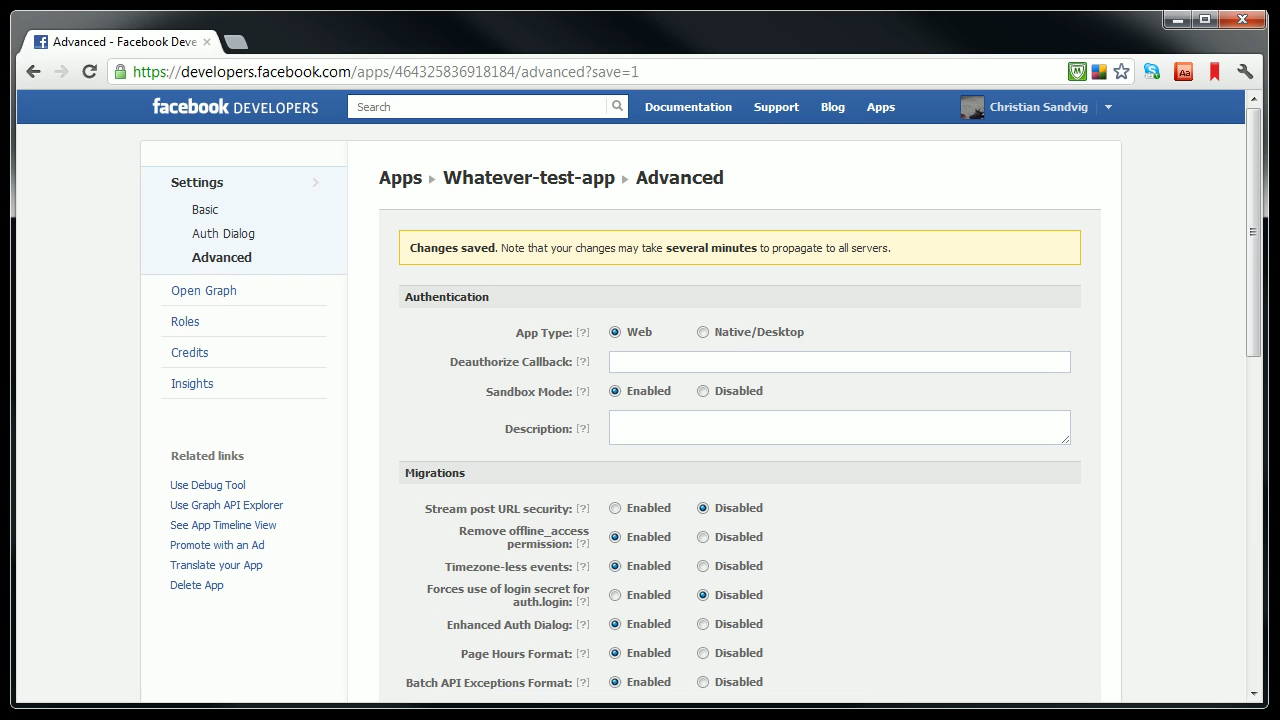 Advanced - Facebook Deve
https://developers.facebook.com/apps/464325836918184/advanced?save=1
facebook DEVELOPERS
Search
Documentation
Support
Blog
Apps
Christian Sandvig
Settings
Basic
Auth Dialog
Advanced
Open Graph
Roles
Credits
Insights
Related links
Use Debug Tool
Use Graph API Explorer
See App Timeline View
Promote with an Ad
Translate your App
Delete App
Apps ▸ Whatever-test-app ▸ Advanced
Changes saved. Note that your changes may take several minutes to propagate to all servers.
Authentication
App Type: [?] Web Native/Desktop
Deauthorize Callback: [?]
Sandbox Mode: [?] Enabled Disabled
Description: [?]
Migrations
Stream post URL security: [?] Enabled Disabled
Remove offline_access
permission: [?] Enabled Disabled
Timezone-less events: [?] Enabled Disabled
Forces use of login secret for
auth.login: [?] Enabled Disabled
Enhanced Auth Dialog: [?] Enabled Disabled
Page Hours Format: [?] Enabled Disabled
Batch API Exceptions Format: [?] Enabled Disabled